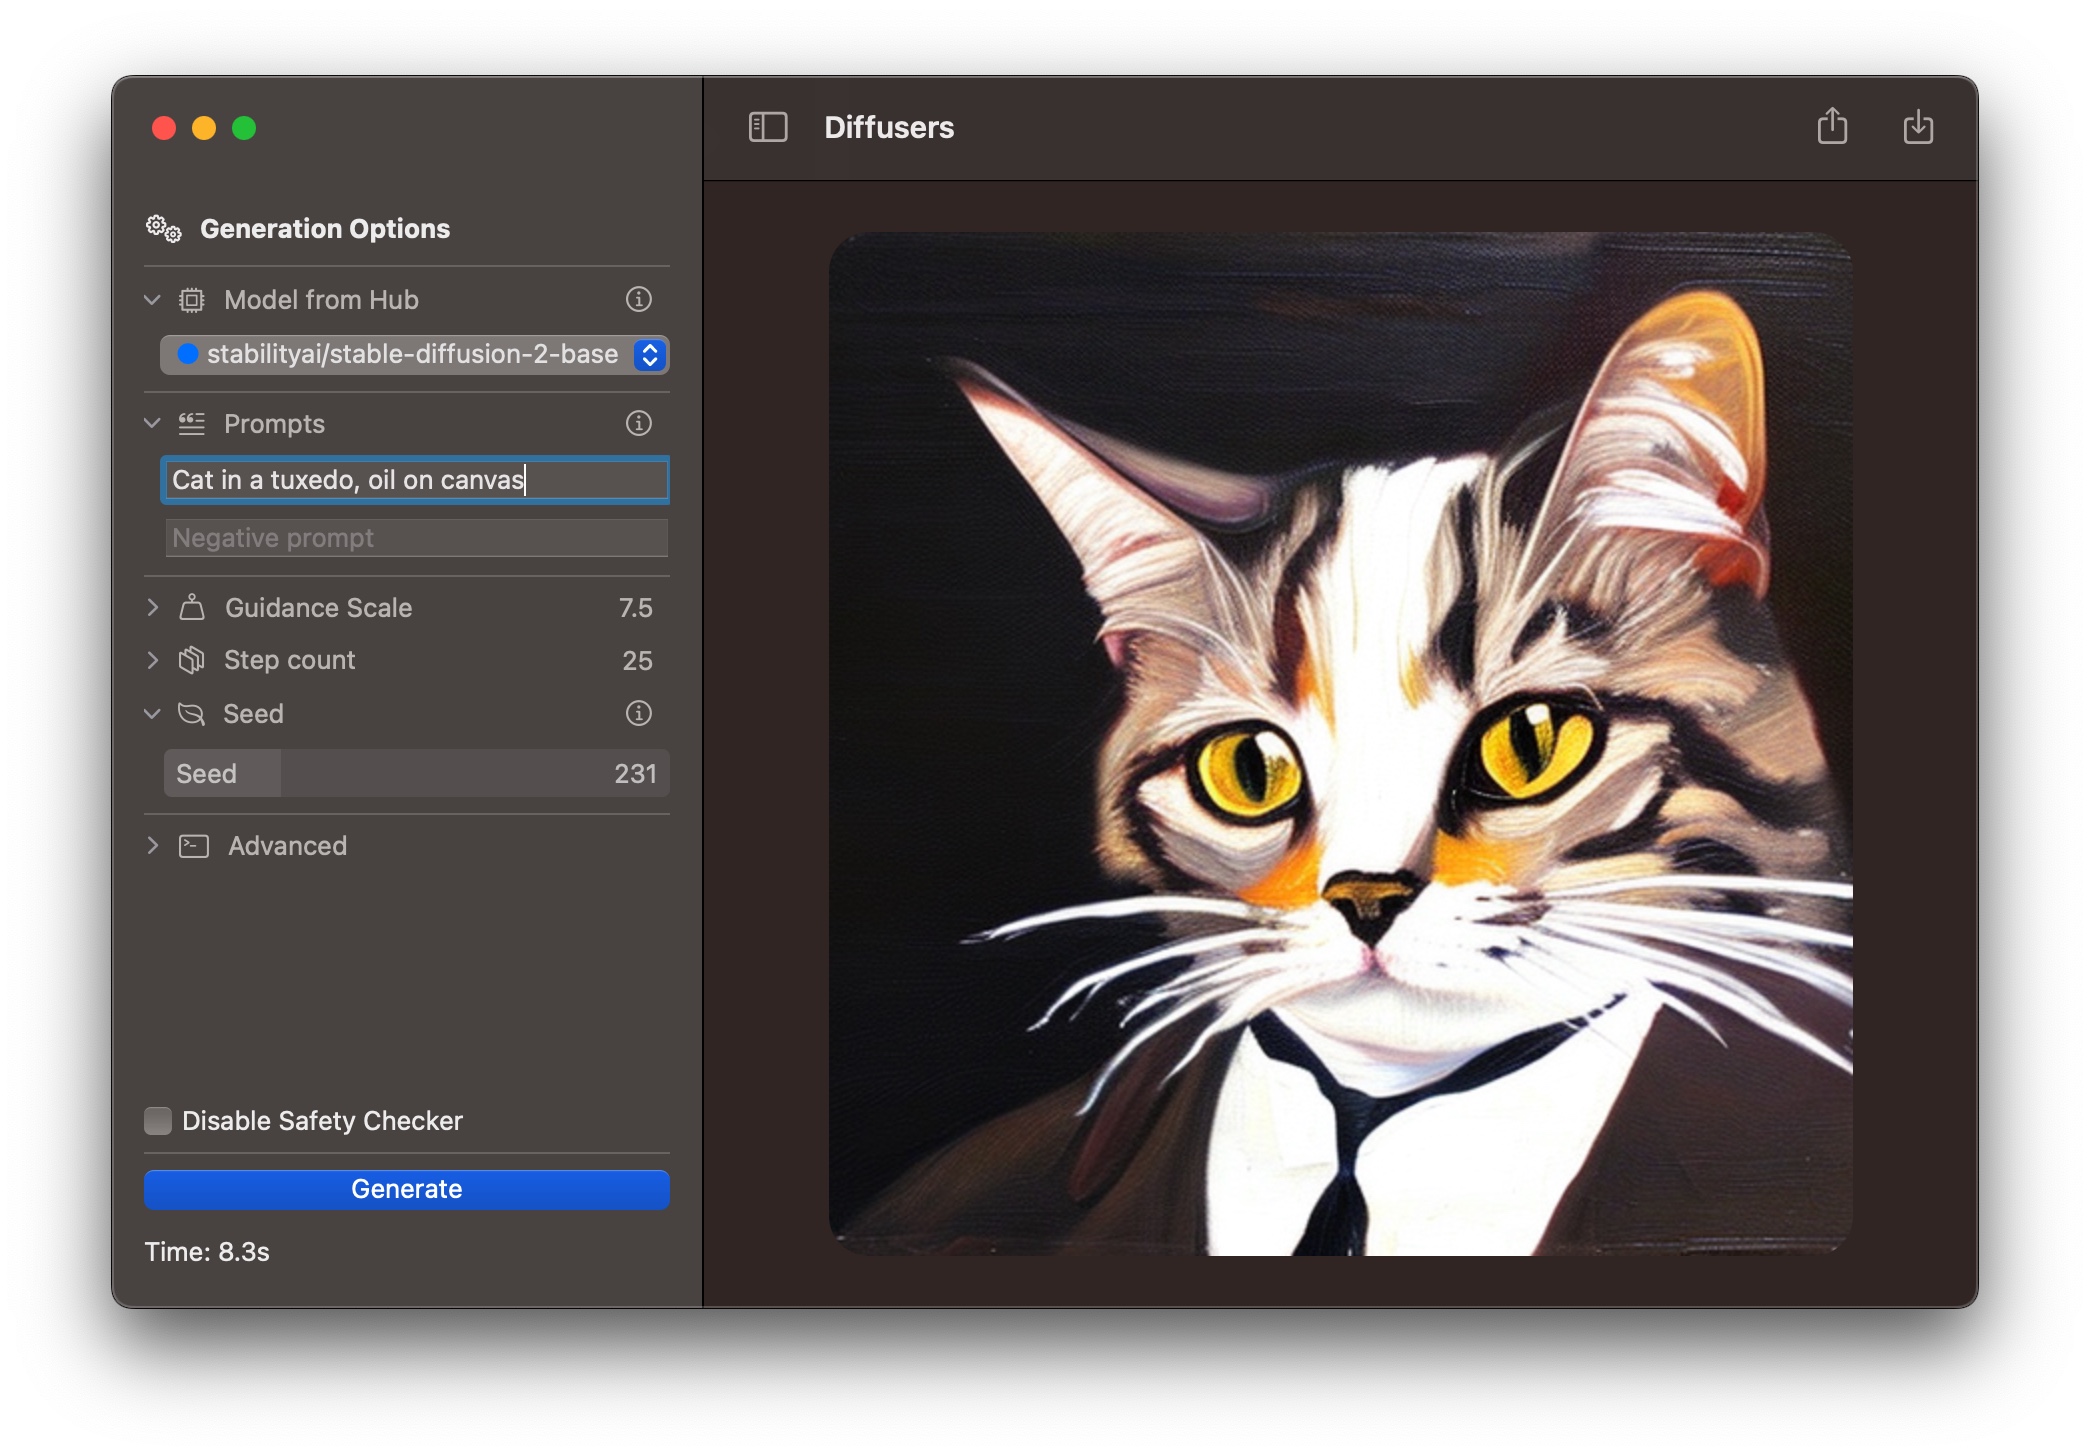 Diffusers
Generation Options
Model from Hub
stabilityai/stable-diffusion-2-base
Prompts
Cat in a tuxedo, oil on canvas
Negative prompt
Guidance Scale 7.5
Step count 25
Seed
Seed 231
Advanced
Disable Safety Checker
Generate
Time: 8.3s